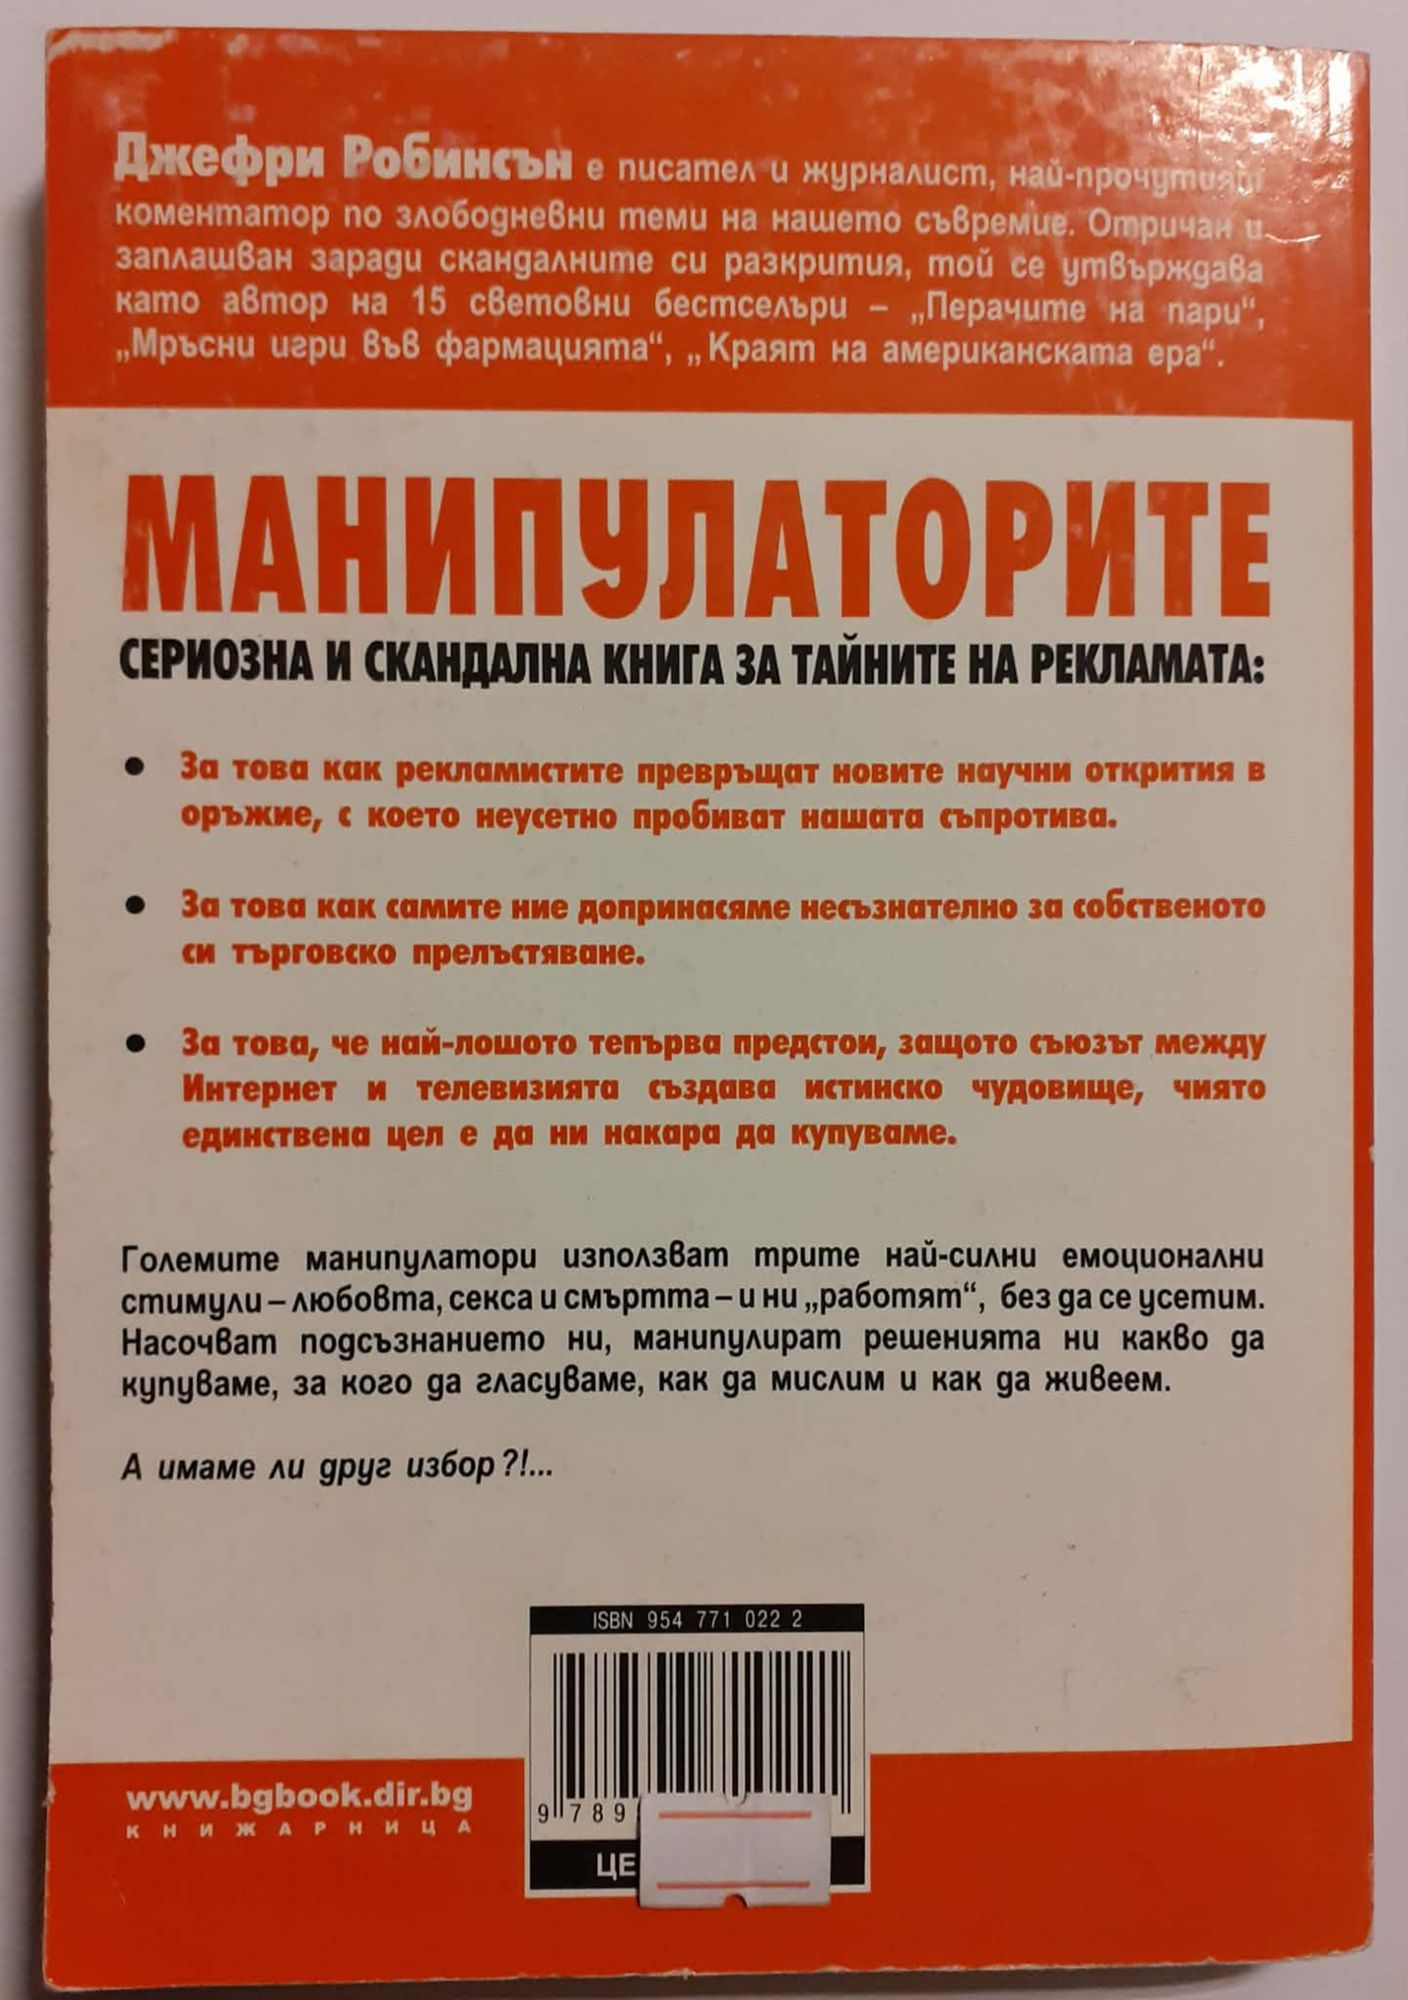 Джефри Робинсън е писател и журналист, най-прочутият
коментатор по злободневни теми на нашето съвремие. Отричан и
заплашван заради скандалните си разкрития, той се утвърждава
като автор на 15 световни бестселъри – „Перачите на пари“,
„Мръсни игри във фармацията“, „Краят на американската ера“.
МАНИПУЛАТОРИТЕ
СЕРИОЗНА И СКАНДАЛНА КНИГА ЗА ТАЙНИТЕ НА РЕКЛАМАТА:
• За това как рекламистите превръщат новите научни открития в
оръжие, с което неусетно пробиват нашата съпротива.
• За това как самите ние допринасяме несъзнателно за собственото
си търговско прелъстяване.
• За това, че най-лошото тепърва предстои, защото съюзът между
Интернет и телевизията създава истинско чудовище, чиято
единствена цел е да ни накара да купуваме.
Големите манипулатори използват трите най-силни емоционални
стимули – любовта, секса и смъртта – и ни „работят“, без да се усетим.
Насочват подсъзнанието ни, манипулират решенията ни какво да
купуваме, за кого да гласуваме, как да мислим и как да живеем.
А имаме ли друг избор?!...
ISBN 954 771 022 2
9 789
ЦЕ
www.bgbook.dir.bg
КНИЖАРНИЦА